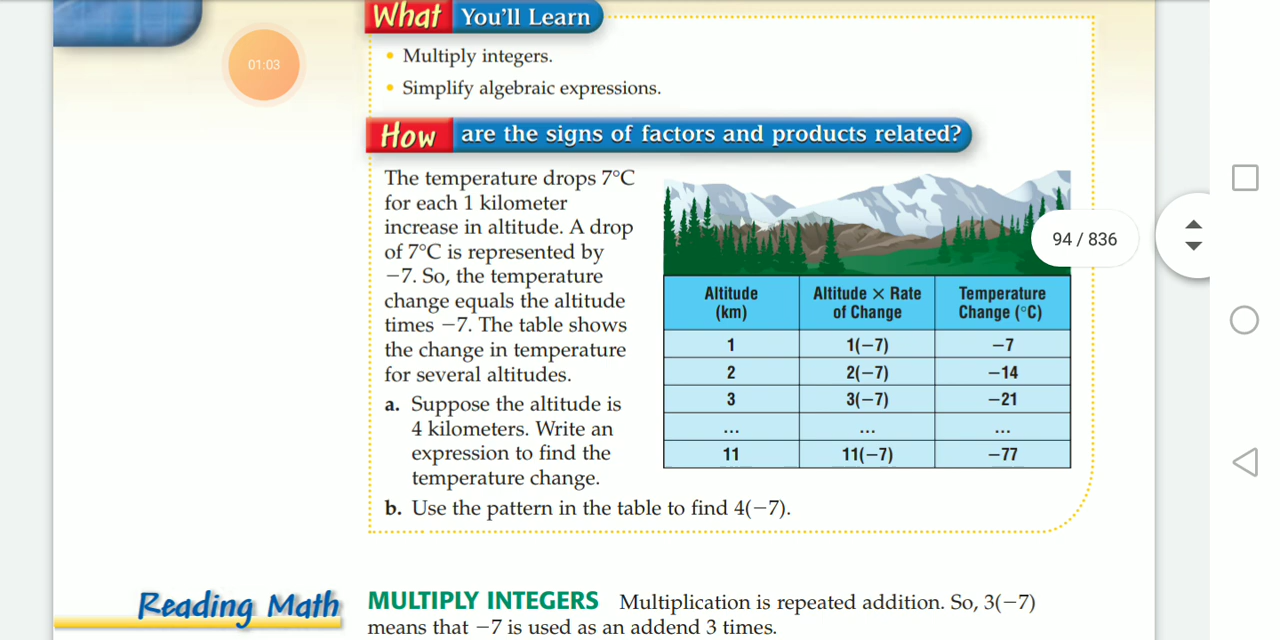 What You'll Learn
01:03
• Multiply integers.
• Simplify algebraic expressions.
How are the signs of factors and products related?
The temperature drops 7°C
for each 1 kilometer
increase in altitude. A drop
of 7°C is represented by
−7. So, the temperature
change equals the altitude
times −7. The table shows
the change in temperature
for several altitudes.
a. Suppose the altitude is
4 kilometers. Write an
expression to find the
temperature change.
b. Use the pattern in the table to find 4(−7).
94 / 836
Altitude (km) Altitude × Rate of Change Temperature Change (°C)
1 1(−7) −7
2 2(−7) −14
3 3(−7) −21
... ... ...
11 11(−7) −77
Reading Math
MULTIPLY INTEGERS Multiplication is repeated addition. So, 3(−7)
means that −7 is used as an addend 3 times.